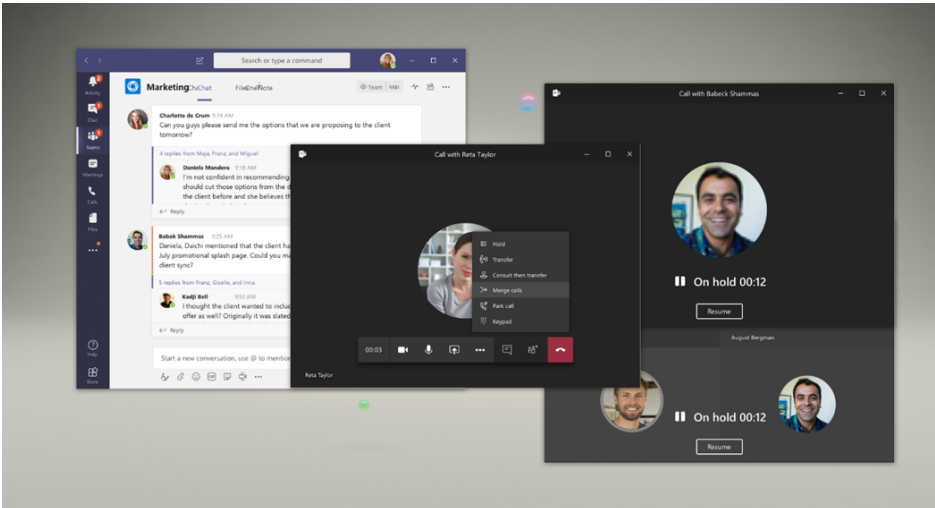 Search or type a command
Activity
Chat
Teams
Meetings
Calls
Files
Help
Store
Marketing
Chat
File
OneNote
Team
Charlotte de Crum 9:14 AM
Can you guys please send me the options that we are proposing to the client
tomorrow?
4 replies from Maja, Franz, and Miguel
Daniela Mandera 9:18 AM
I'm not confident in recommending
should cut those options from the d
the client before and she believes th
Reply
Babak Shammas 9:25 AM
Daniela, Daichi mentioned that the client ha
July promotional splash page. Could you ma
client sync?
5 replies from Franz, Giselle, and Inna
Kadji Bell 9:50 AM
I thought the client wanted to includ
offer as well? Originally it was slated
Reply
Start a new conversation, use @ to mention
Call with Reta Taylor
Hold
Transfer
Consult then transfer
Merge calls
Park call
Keypad
00:03
Reta Taylor
Call with Babeck Shammas
On hold 00:12
Resume
August Bergman
On hold 00:12
Resume